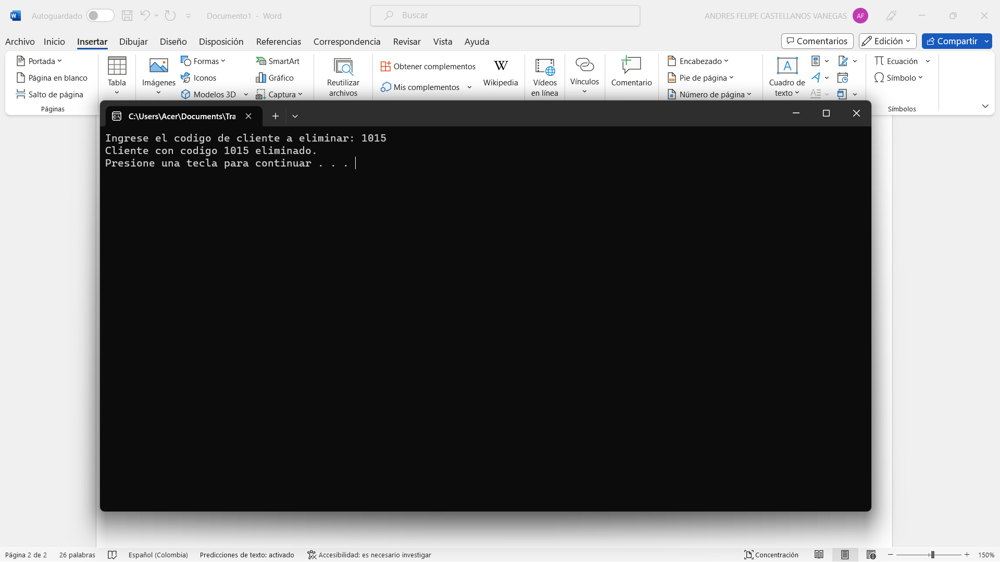 Autoguardado
Documento1 - Word
Buscar
ANDRES FELIPE CASTELLANOS VANEGAS
AF
Archivo
Inicio
Insertar
Dibujar
Diseño
Disposición
Referencias
Correspondencia
Revisar
Vista
Ayuda
Comentarios
Edición
Compartir
Portada
Página en blanco
Salto de página
Páginas
Tabla
Imágenes
Formas
Iconos
Modelos 3D
SmartArt
Gráfico
Captura
Reutilizar
archivos
Obtener complementos
Mis complementos
W
Wikipedia
Vídeos
en línea
Vínculos
Comentario
Encabezado
Pie de página
Número de página
Cuadro de
texto
Ecuación
Símbolo
Símbolos
C:\Users\Acer\Documents\Tra
Ingrese el codigo de cliente a eliminar: 1015
Cliente con codigo 1015 eliminado.
Presione una tecla para continuar . . .
Página 2 de 2
26 palabras
Español (Colombia)
Predicciones de texto: activado
Accesibilidad: es necesario investigar
Concentración
150%